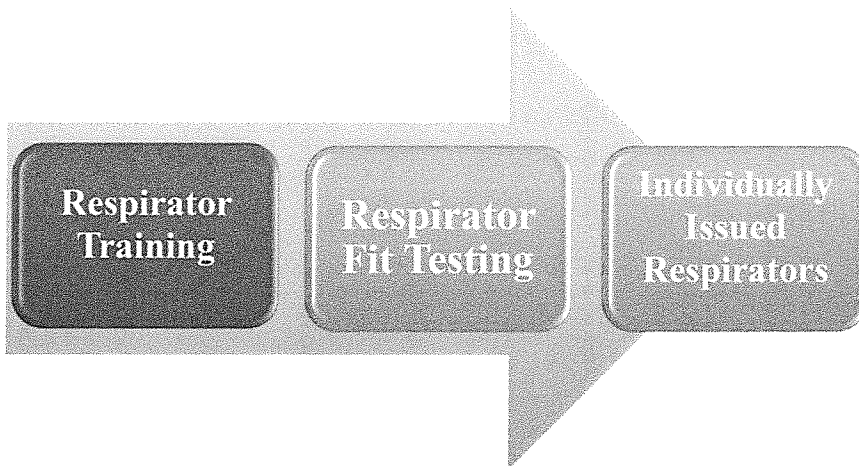 Respirator
Training
Respirator
Fit Testing
Individually
Issued
Respirators